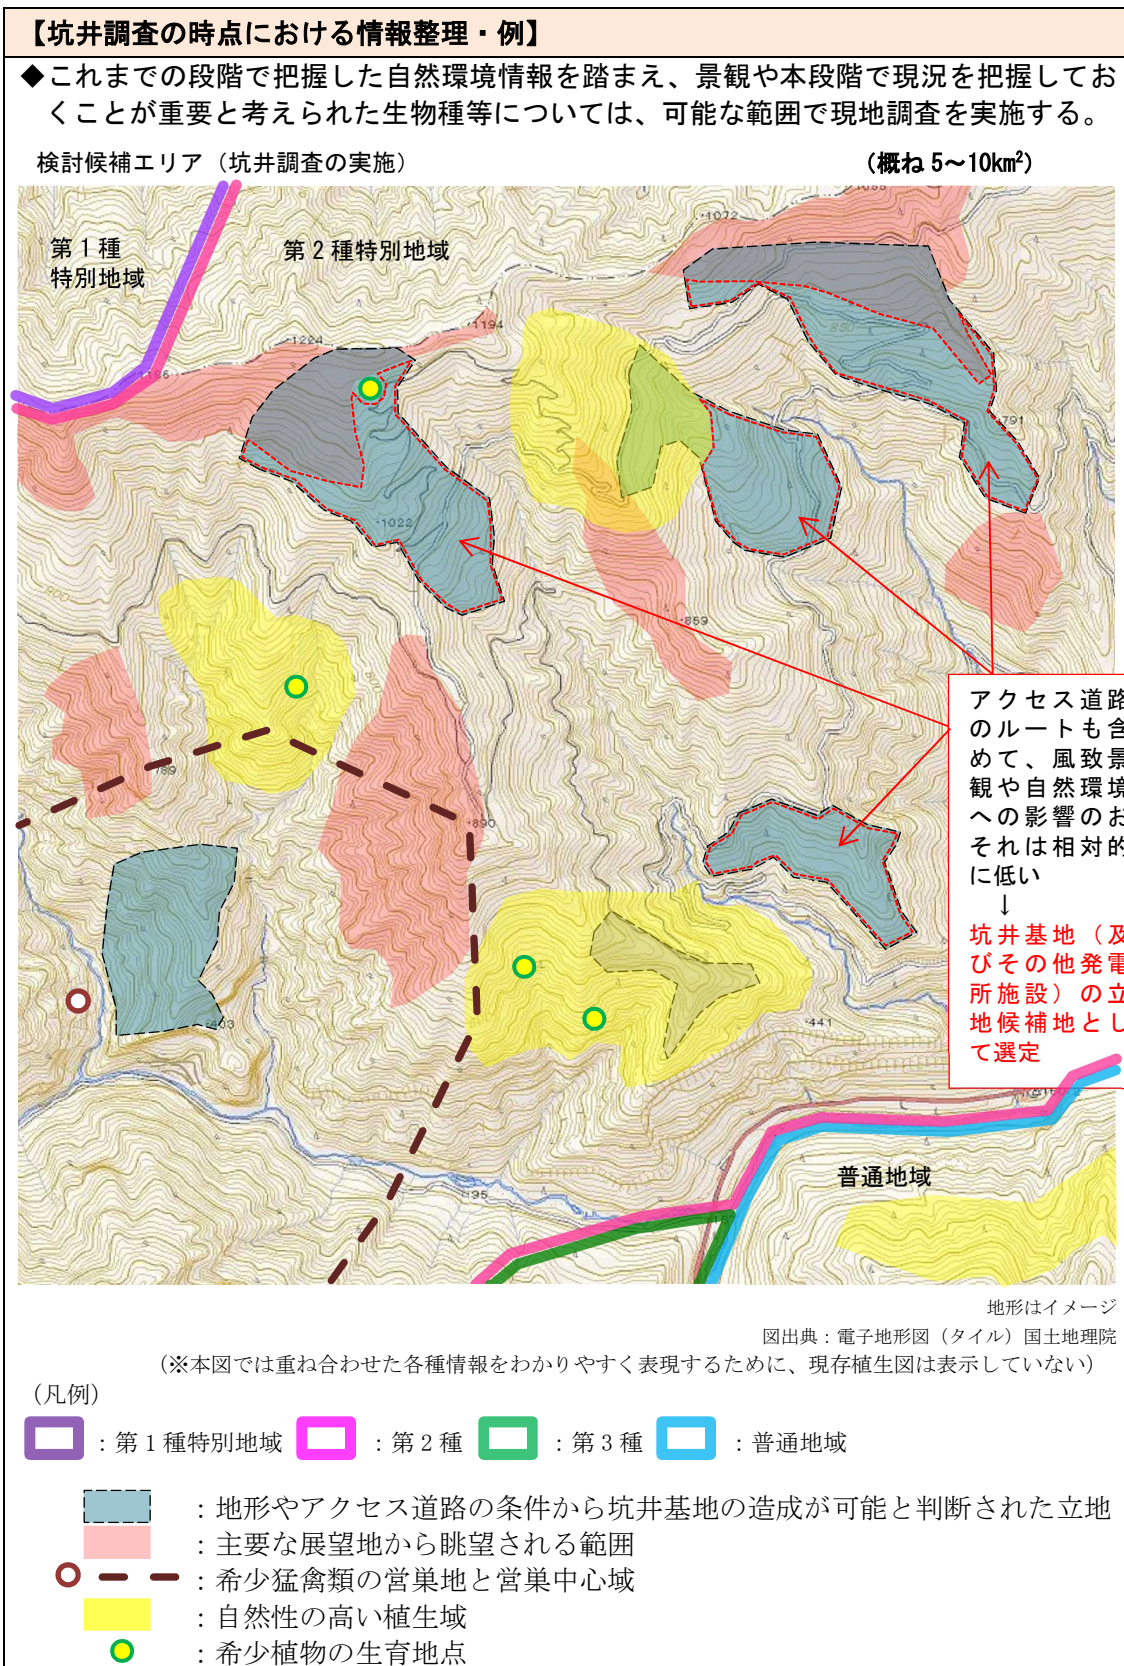 【坑井調査の時点における情報整理・例】
◆これまでの段階で把握した自然環境情報を踏まえ、景観や本段階で現況を把握してお
くことが重要と考えられた生物種等については、可能な範囲で現地調査を実施する。
検討候補エリア（坑井調査の実施）
（概ね 5～10km²）
第１種
特別地域
第２種特別地域
・1072
・1194
・1224
・791
・1022
・859
・890
・441
アクセス道路
のルートも含
めて、風致景
観や自然環境
への影響のお
それは相対的
に低い
↓
坑井基地（及
びその他発電
所施設）の立
地候補地とし
て選定
普通地域
地形はイメージ
図出典：電子地形図（タイル）国土地理院
（※本図では重ね合わせた各種情報をわかりやすく表現するために、現存植生図は表示していない）
（凡例）
：第１種特別地域
：第２種
：第３種
：普通地域
：地形やアクセス道路の条件から坑井基地の造成が可能と判断された立地
：主要な展望地から眺望される範囲
：希少猛禽類の営巣地と営巣中心域
：自然性の高い植生域
：希少植物の生育地点